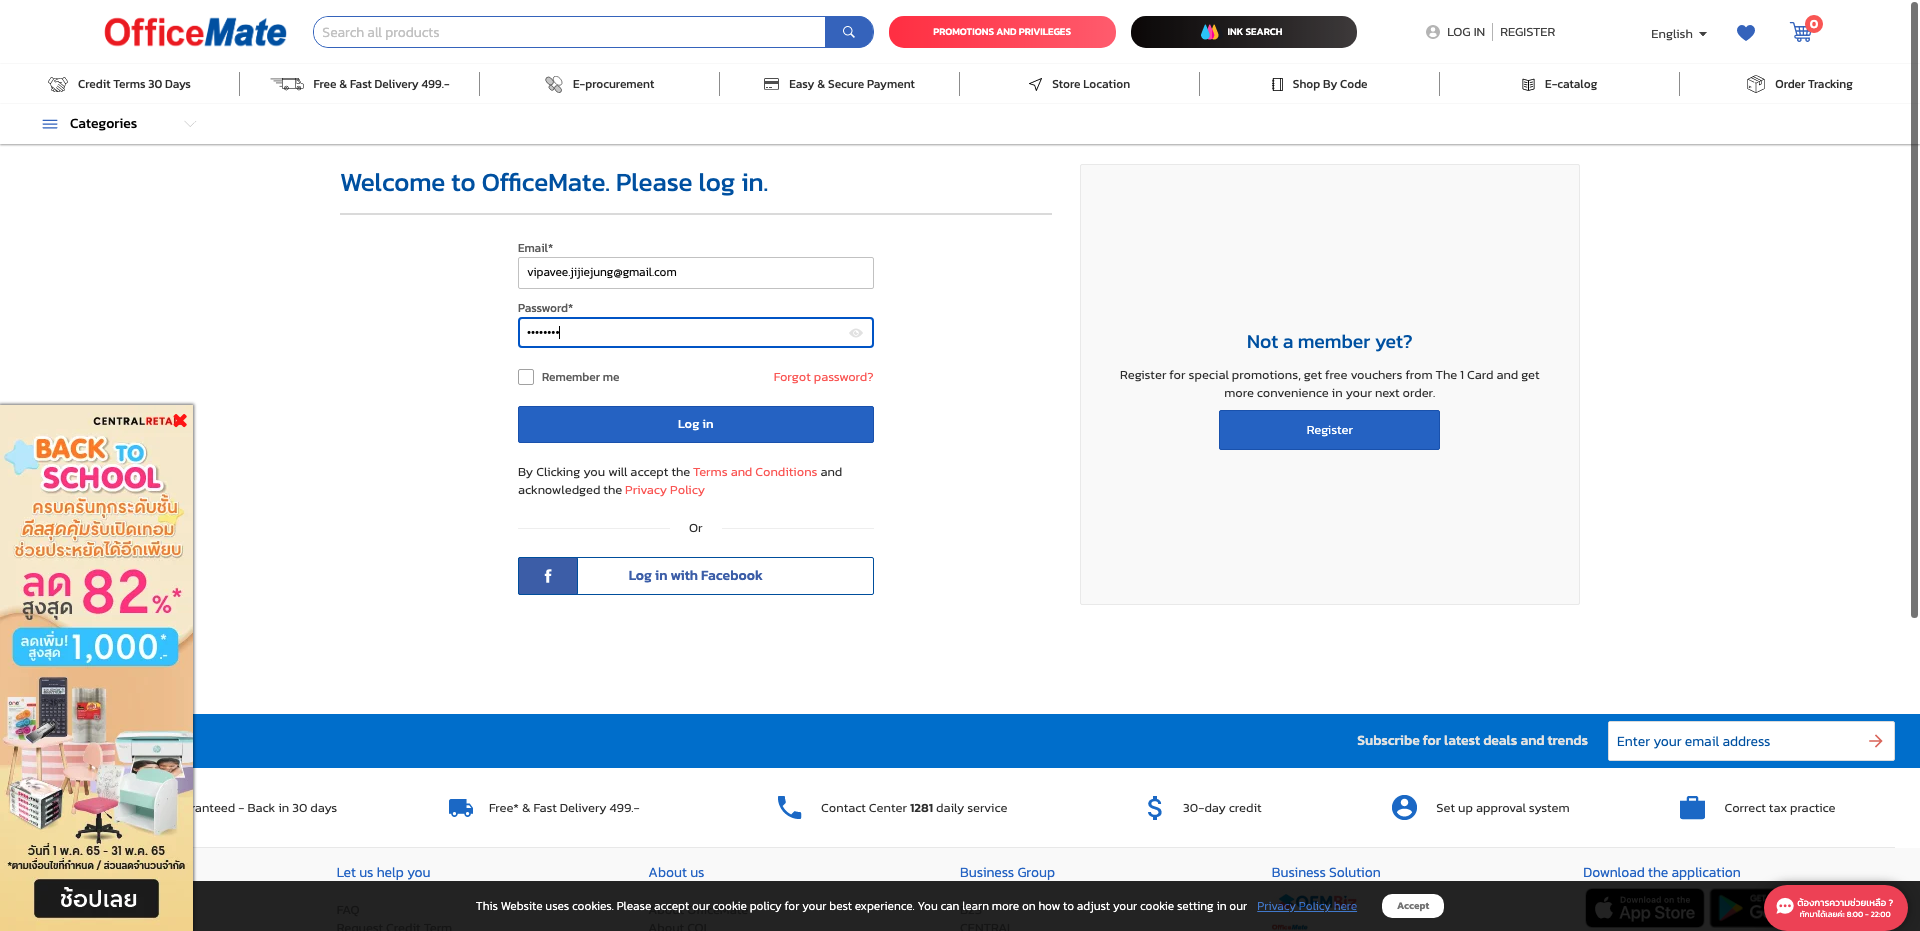 OfficeMate
Search all products
PROMOTIONS AND PRIVILEGES
INK SEARCH
LOG IN
REGISTER
English
0
Credit Terms 30 Days
Free & Fast Delivery 499.-
E-procurement
Easy & Secure Payment
Store Location
Shop By Code
E-catalog
Order Tracking
Categories
Welcome to OfficeMate. Please log in.
Email*
vipavee.jijiejung@gmail.com
Password*
••••••••
Remember me
Forgot password?
Log in
By Clicking you will accept the Terms and Conditions and
acknowledged the Privacy Policy
Or
f
Log in with Facebook
Not a member yet?
Register for special promotions, get free vouchers from The 1 Card and get
more convenience in your next order.
Register
CENTRALRETA
BACK TO
SCHOOL
ครบครันทุกระดับชั้น
ดีลสุดคุ้มรับเปิดเทอม
ช่วยประหยัดได้อีกเพียบ
ลด
สูงสุด
82%*
ลดเพิ่ม!
สูงสุด
1,000.-*
วันที่ 1 พ.ค. 65 - 31 พ.ค. 65
*ตามเงื่อนไขที่กำหนด / ส่วนลดจำนวนจำกัด
ช้อปเลย
Subscribe for latest deals and trends
Enter your email address
ranteed - Back in 30 days
Free* & Fast Delivery 499.-
Contact Center 1281 daily service
30-day credit
Set up approval system
Correct tax practice
Let us help you
About us
Business Group
Business Solution
Download the application
FAQ
Request Credit Term
About COL
CENTRAL
Download on the
App Store
This Website uses cookies. Please accept our cookie policy for your best experience. You can learn more on how to adjust your cookie setting in our
Privacy Policy here
Accept
ต้องการความช่วยเหลือ ?
ทักมาได้เลยค่ะ 8:00 - 22:00